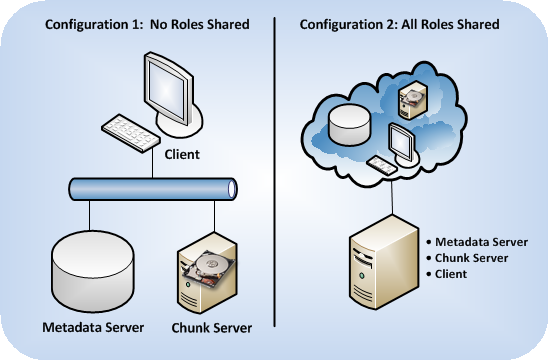 Configuration 1:  No Roles Shared
Client
Metadata Server
Chunk Server
Configuration 2: All Roles Shared
• Metadata Server
• Chunk Server
• Client